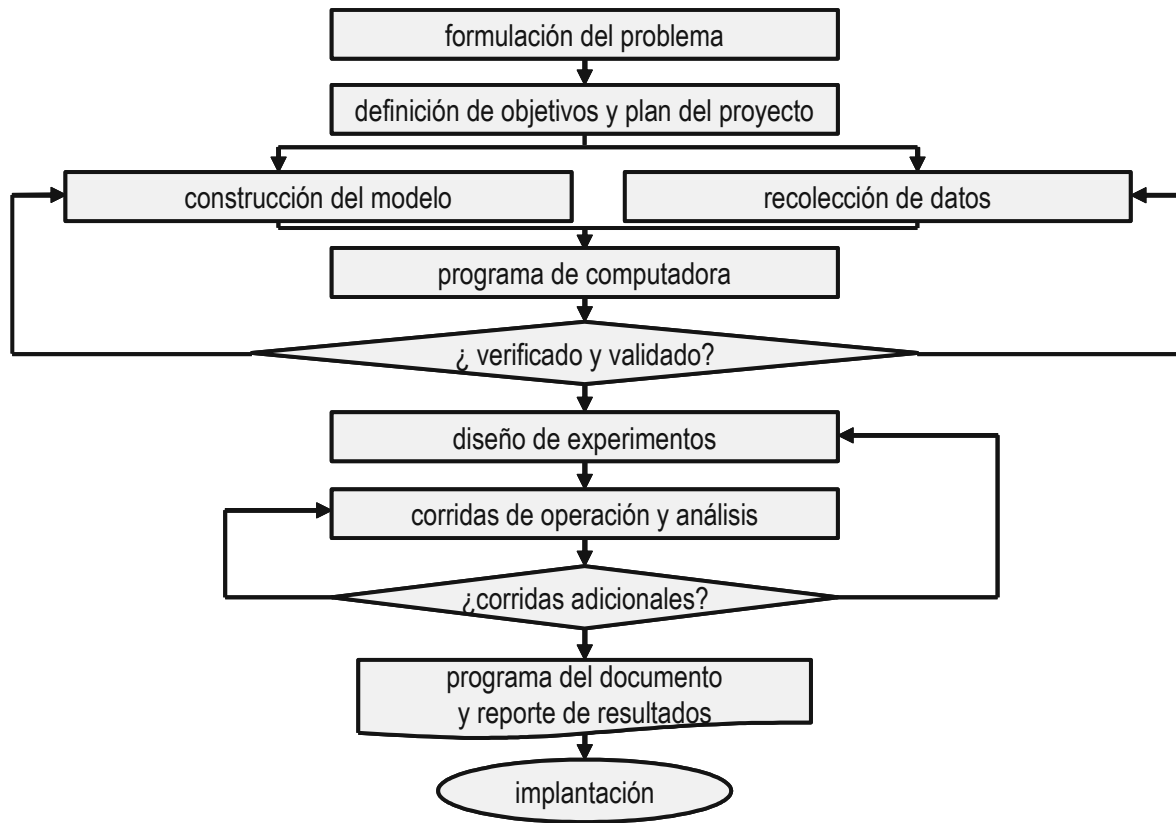 formulación del problema
definición de objetivos y plan del proyecto
construcción del modelo
recolección de datos
programa de computadora
¿ verificado y validado?
diseño de experimentos
corridas de operación y análisis
¿corridas adicionales?
programa del documento
y reporte de resultados
implantación